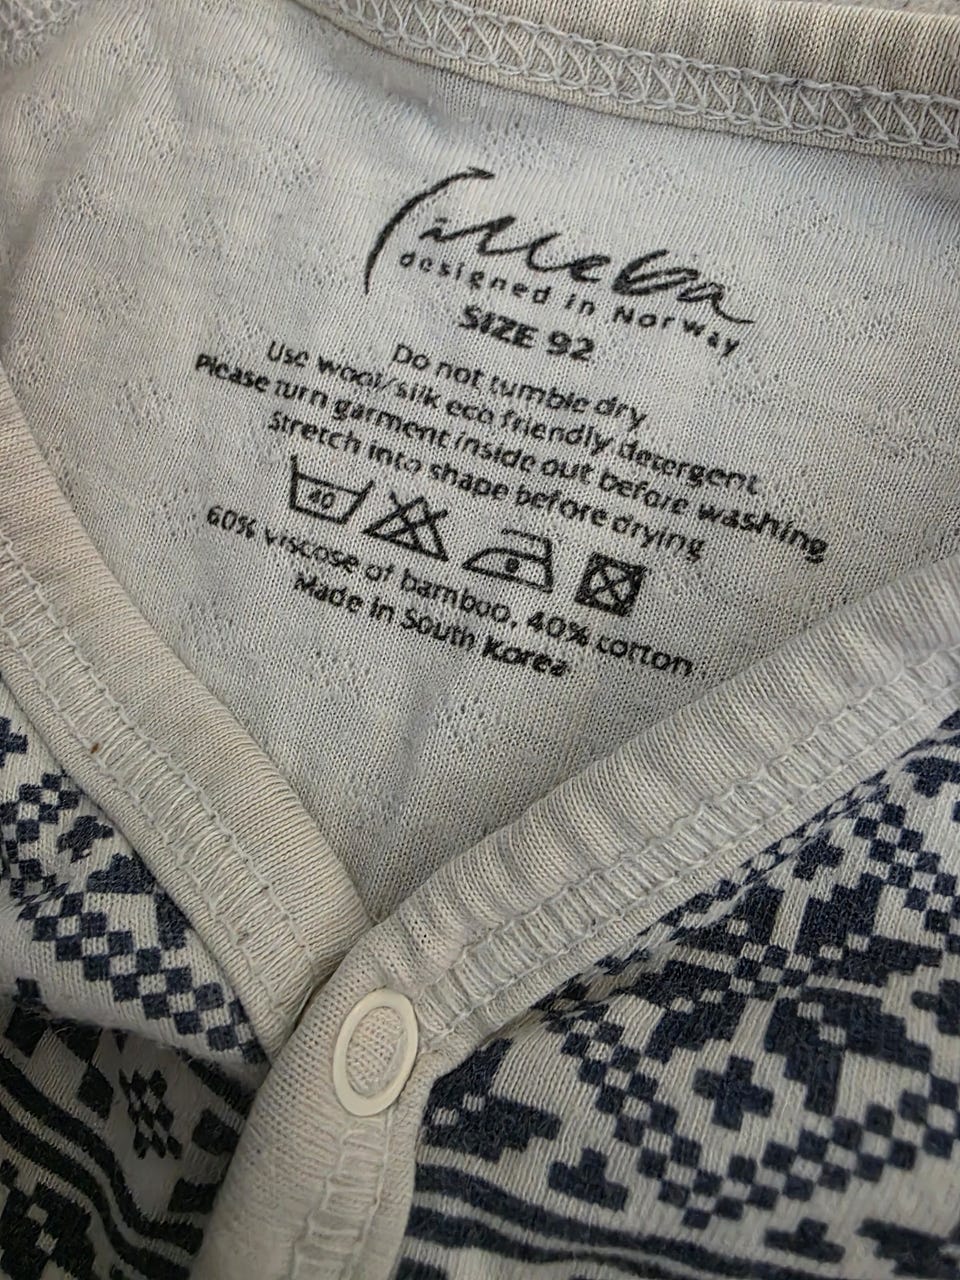 Fälleba
designed in Norway
SIZE 92
Do not tumble dry
Use wool/silk eco friendly detergent
Please turn garment inside out before washing
Stretch into shape before drying
40
60% viscose of bamboo, 40% cotton
Made in South Korea